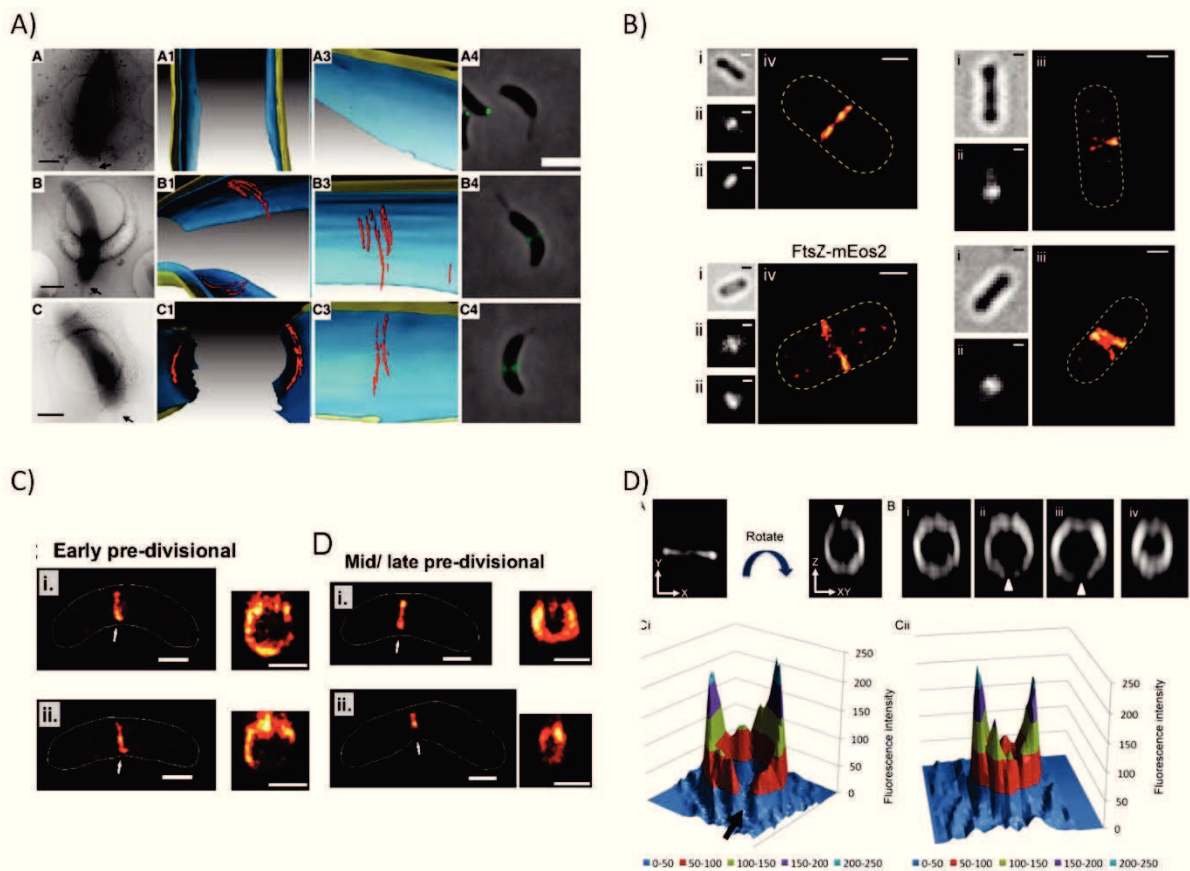 A)
A A1 A3 A4
B B1 B3 B4
C C1 C3 C4
B)
i iv i iii
ii
ii ii
FtsZ-mEos2
i iv i iii
ii
ii ii
C)
Early pre-divisional
i.
ii.
D
Mid/ late pre-divisional
i.
ii.
D)
B i ii iii iv
Y X
Rotate
Z XY
Ci
250
200
150
100
50
0
Fluorescence intensity
0-50 50-100 100-150 150-200 200-250
Cii
250
200
150
100
50
0
Fluorescence intensity
0-50 50-100 100-150 150-200 200-250